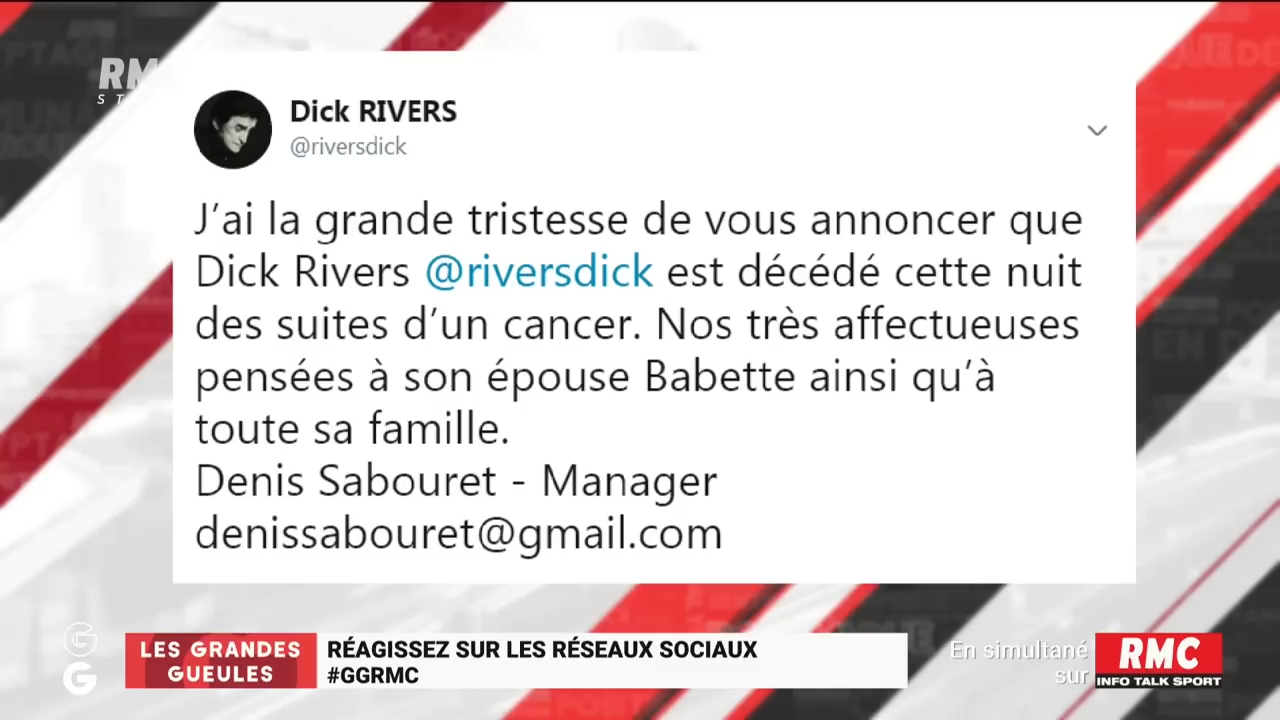 Dick RIVERS
@riversdick
J'ai la grande tristesse de vous annoncer que
Dick Rivers @riversdick est décédé cette nuit
des suites d'un cancer. Nos très affectueuses
pensées à son épouse Babette ainsi qu'à
toute sa famille.
Denis Sabouret - Manager
denissabouret@gmail.com
LES GRANDES
GUEULES
RÉAGISSEZ SUR LES RÉSEAUX SOCIAUX
#GGRMC
En simultané
sur
RMC
INFO TALK SPORT
G
G